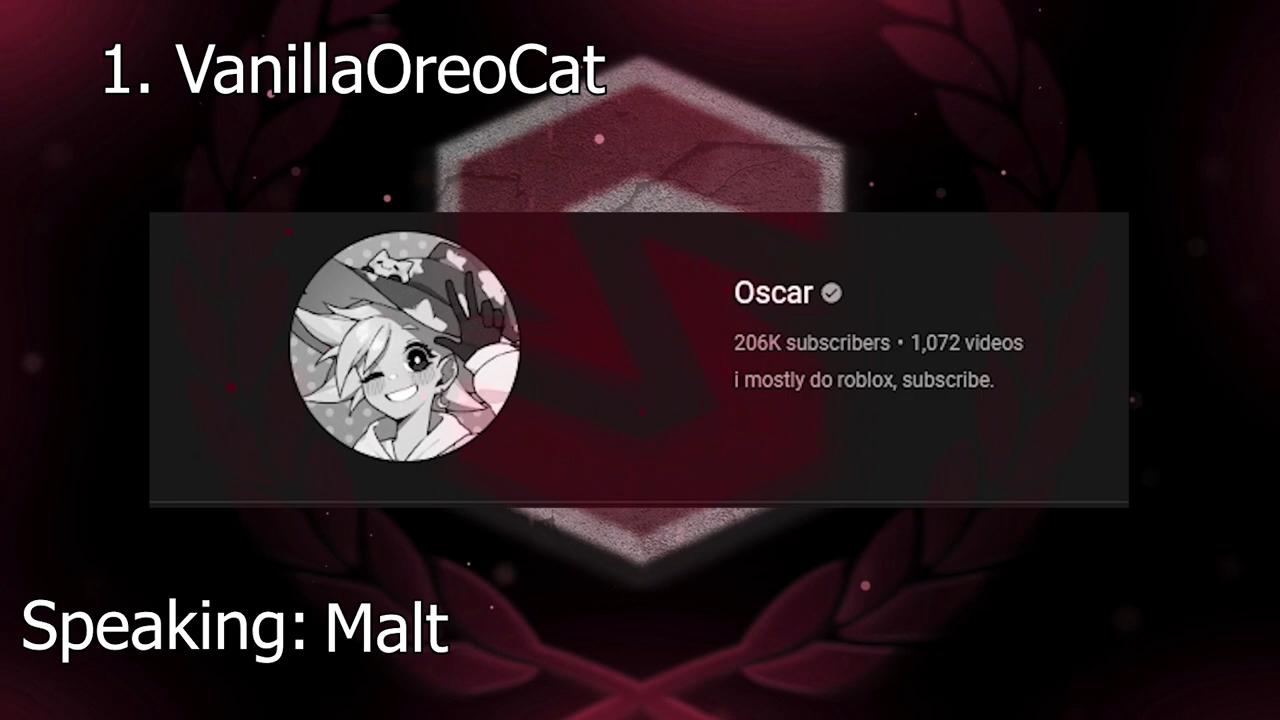 1. VanillaOreoCat
Oscar
206K subscribers • 1,072 videos
i mostly do roblox, subscribe.
Speaking: Malt